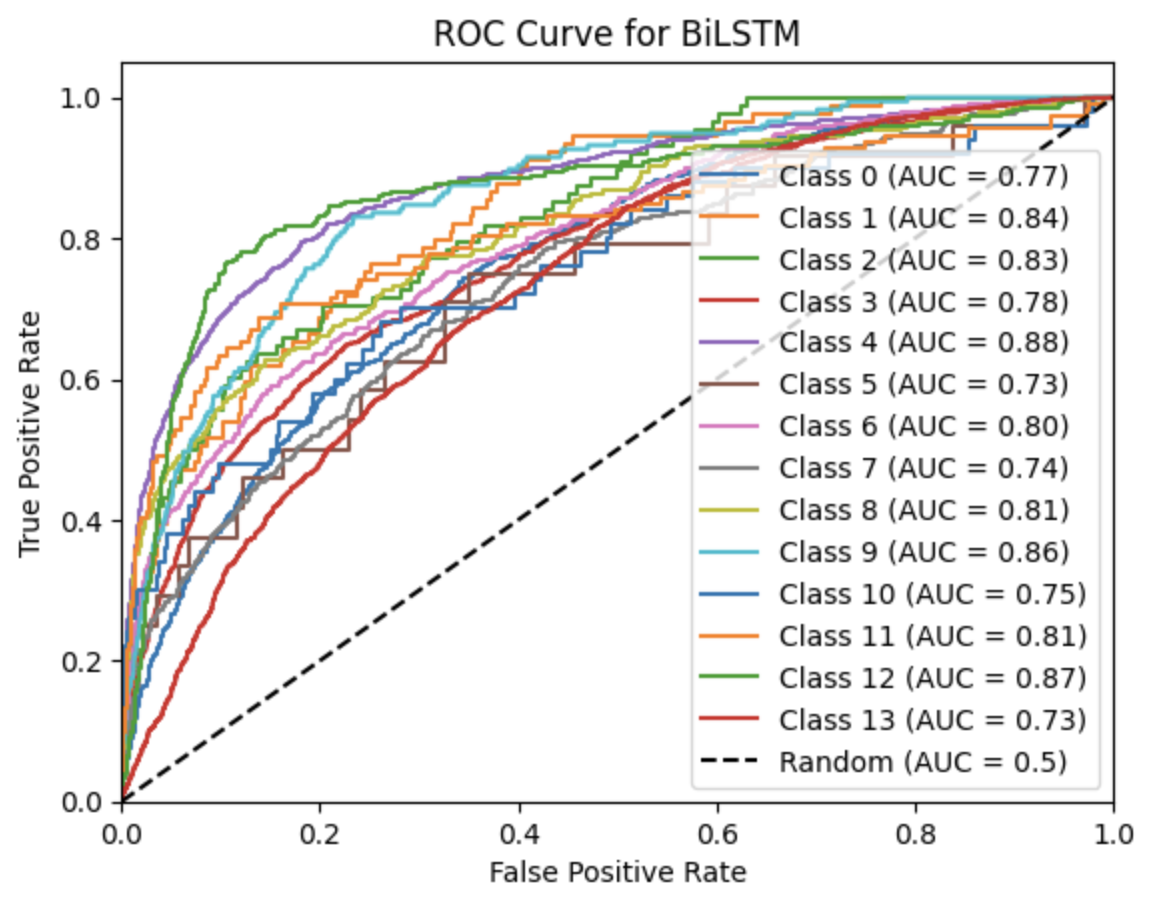 ROC Curve for BiLSTM
True Positive Rate
1.0
0.8
0.6
0.4
0.2
0.0
Class 0 (AUC = 0.77)
Class 1 (AUC = 0.84)
Class 2 (AUC = 0.83)
Class 3 (AUC = 0.78)
Class 4 (AUC = 0.88)
Class 5 (AUC = 0.73)
Class 6 (AUC = 0.80)
Class 7 (AUC = 0.74)
Class 8 (AUC = 0.81)
Class 9 (AUC = 0.86)
Class 10 (AUC = 0.75)
Class 11 (AUC = 0.81)
Class 12 (AUC = 0.87)
Class 13 (AUC = 0.73)
Random (AUC = 0.5)
0.0 0.2 0.4 0.6 0.8 1.0
False Positive Rate